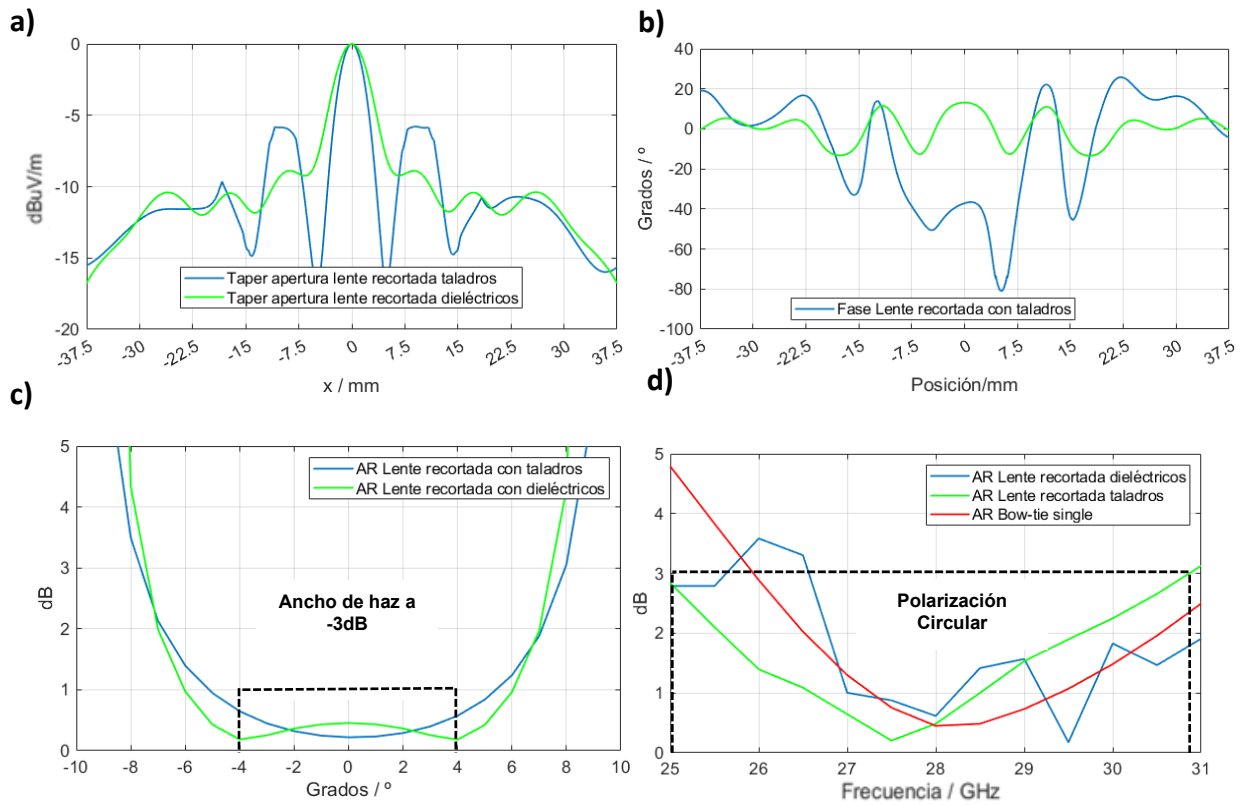 a)
0
-5
-10
-15
-20
dBuV/m
Taper apertura lente recortada taladros
Taper apertura lente recortada dieléctricos
-37.5
-30
-22.5
-15
-7.5
0
7.5
15
22.5
30
37.5
x / mm
b)
40
20
0
-20
-40
-60
-80
-100
Grados / º
Fase Lente recortada con taladros
-37.5
-30
-22.5
-15
-7.5
0
7.5
15
22.5
30
37.5
Posición/mm
c)
5
4
3
2
1
0
dB
AR Lente recortada con taladros
AR Lente recortada con dieléctricos
Ancho de haz a
-3dB
-10
-8
-6
-4
-2
0
2
4
6
8
10
Grados / º
d)
5
4
3
2
1
0
dB
AR Lente recortada dieléctricos
AR Lente recortada taladros
AR Bow-tie single
Polarización
Circular
25
26
27
28
29
30
31
Frecuencia / GHz